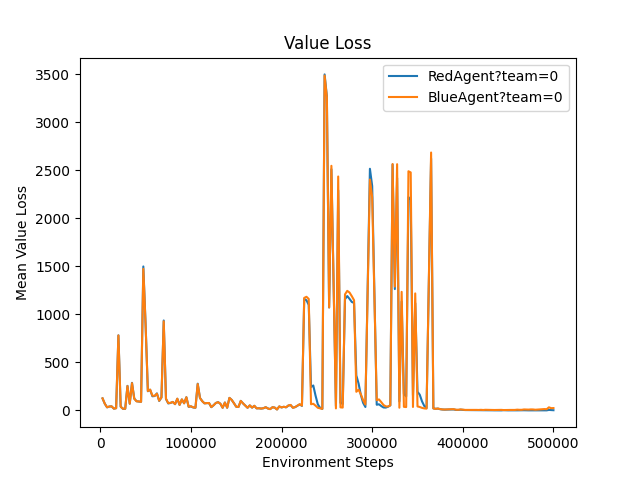 Value Loss
RedAgent?team=0
BlueAgent?team=0
Mean Value Loss
3500
3000
2500
2000
1500
1000
500
0
0 100000 200000 300000 400000 500000
Environment Steps